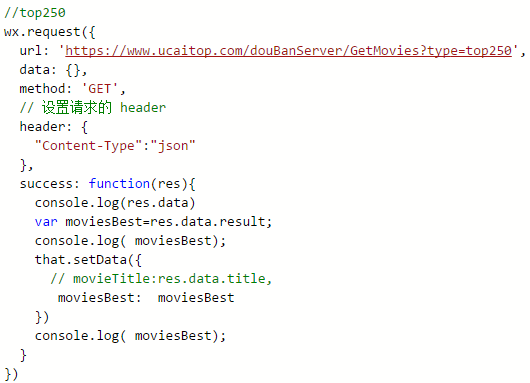 //top250
wx.request({
  url: 'https://www.ucaitop.com/douBanServer/GetMovies?type=top250',
  data: {},
  method: 'GET',
  // 设置请求的 header
  header: {
    "Content-Type":"json"
  },
  success: function(res){
    console.log(res.data)
    var moviesBest=res.data.result;
    console.log( moviesBest);
    that.setData({
      // movieTitle:res.data.title,
       moviesBest:  moviesBest
    })
    console.log( moviesBest);
  }
})